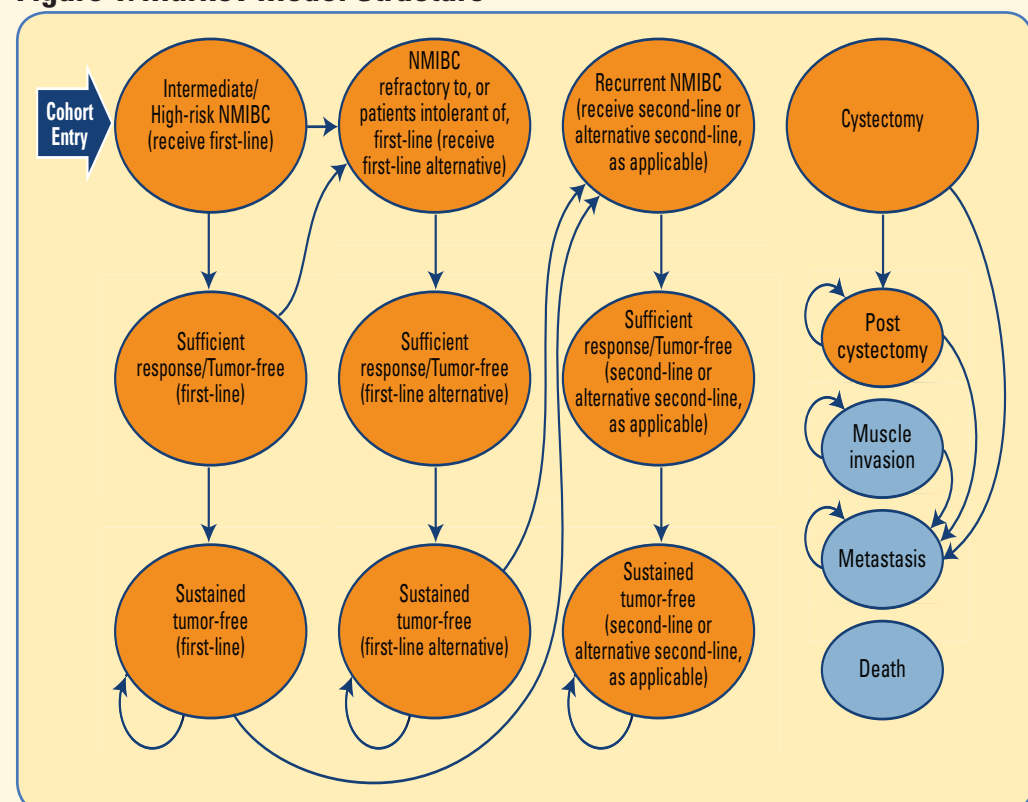 Figure 1. Market Model Structure
Cohort
Entry
Intermediate/
High-risk NMIBC
(receive first-line)
NMIBC
refractory to, or
patients intolerant of,
first-line (receive
first-line alternative)
Recurrent NMIBC
(receive second-line or
alternative second-line,
as applicable)
Cystectomy
Sufficient
response/Tumor-free
(first-line)
Sufficient
response/Tumor-free
(first-line alternative)
Sufficient
response/Tumor-free
(second-line or
alternative second-line,
as applicable)
Post
cystectomy
Muscle
invasion
Metastasis
Death
Sustained
tumor-free
(first-line)
Sustained
tumor-free
(first-line alternative)
Sustained
tumor-free
(second-line or
alternative second-line,
as applicable)